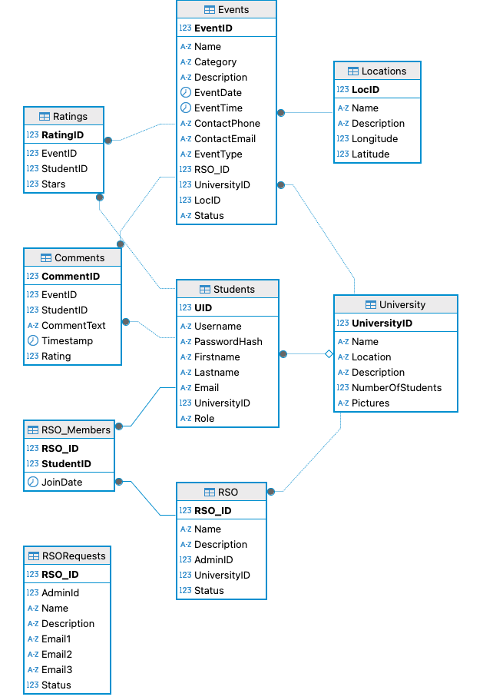 Events
123 EventID
A-Z Name
A-Z Category
A-Z Description
EventDate
EventTime
A-Z ContactPhone
A-Z ContactEmail
A-Z EventType
123 RSO_ID
123 UniversityID
123 LocID
A-Z Status
Locations
123 LocID
A-Z Name
A-Z Description
123 Longitude
123 Latitude
Ratings
123 RatingID
123 EventID
123 StudentID
123 Stars
Comments
123 CommentID
123 EventID
123 StudentID
A-Z CommentText
Timestamp
123 Rating
Students
123 UID
A-Z Username
A-Z PasswordHash
A-Z Firstname
A-Z Lastname
A-Z Email
123 UniversityID
A-Z Role
University
123 UniversityID
A-Z Name
A-Z Location
A-Z Description
123 NumberOfStudents
A-Z Pictures
RSO_Members
123 RSO_ID
123 StudentID
JoinDate
RSO
123 RSO_ID
A-Z Name
A-Z Description
123 AdminID
123 UniversityID
123 Status
RSORequests
123 RSO_ID
123 AdminId
A-Z Name
A-Z Description
A-Z Email1
A-Z Email2
A-Z Email3
123 Status